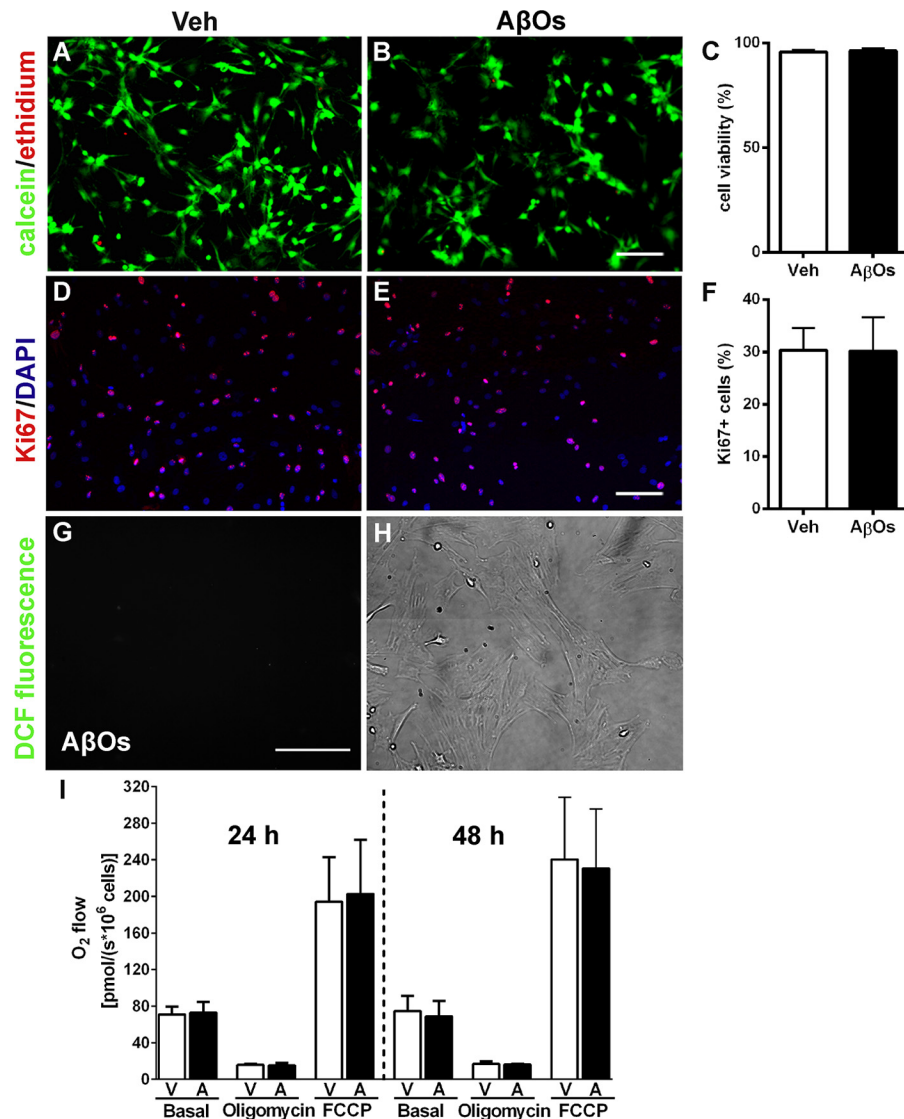 Veh
AβOs
calcein/ethidium
A
B
C
cell viability (%)
100
50
0
Veh
AβOs
Ki67/DAPI
D
E
F
Ki67+ cells (%)
40
30
20
10
0
Veh
AβOs
DCF fluorescence
G
AβOs
H
I
O₂ flow
[pmol/(s*10⁶ cells)]
320
280
240
200
160
120
80
40
0
24 h
48 h
V A V A V A V A V A V A
Basal Oligomycin FCCP Basal Oligomycin FCCP